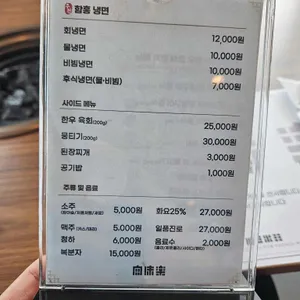 함흥 냉면
회냉면 12,000원
물냉면 10,000원
비빔냉면 10,000원
후식냉면(물·비빔) 7,000원
사이드 메뉴
한우 육회(200g) 25,000원
뭉티기(200g) 30,000원
된장찌개 3,000원
공기밥 1,000원
주류 및 음료
소주 5,000원 화요25% 27,000원
맥주 5,000원 일품진로 27,000원
청하 6,000원 음료수 2,000원
복분자 15,000원